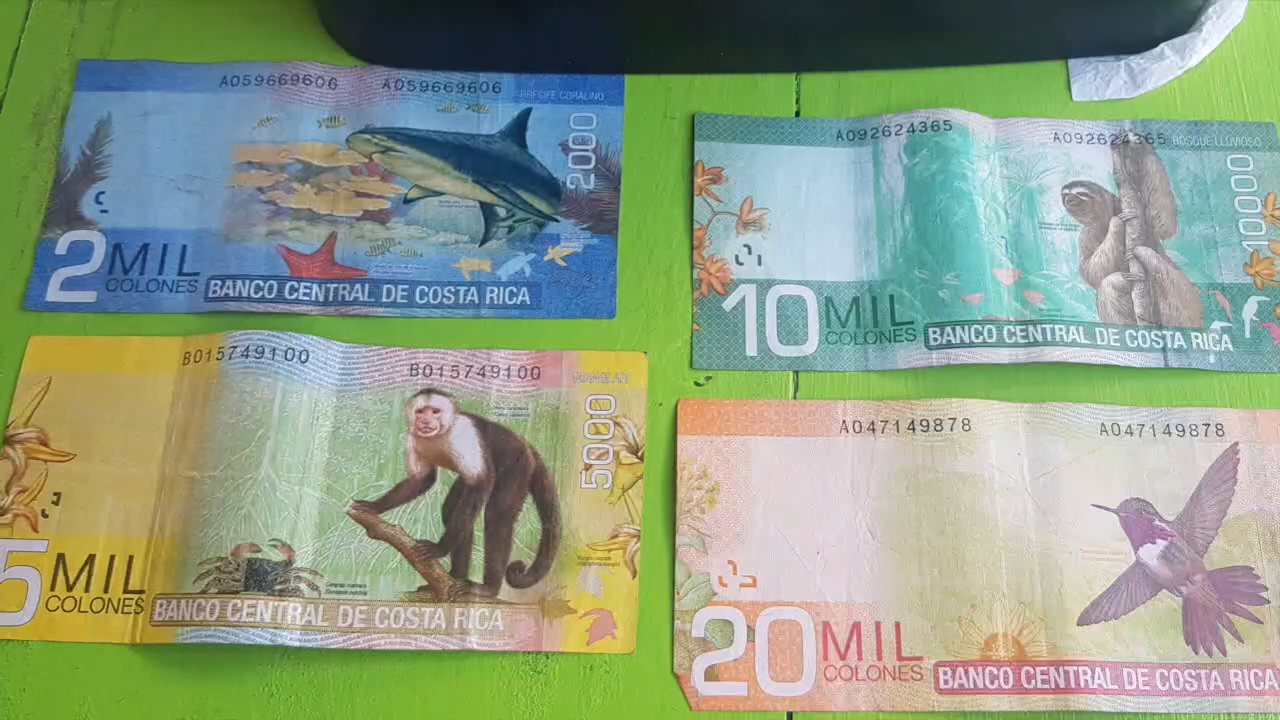 A059669606 A059669606
ARRECIFE CORALINO
2000
2 MIL
COLONES
BANCO CENTRAL DE COSTA RICA
A092624365 A092624365
BOSQUE LLUVIOSO
10000
10 MIL
COLONES
BANCO CENTRAL DE COSTA RICA
B015749100 B015749100
MANGLAR
5000
5 MIL
COLONES
BANCO CENTRAL DE COSTA RICA
A047149878 A047149878
20 MIL
COLONES
BANCO CENTRAL DE COSTA RICA